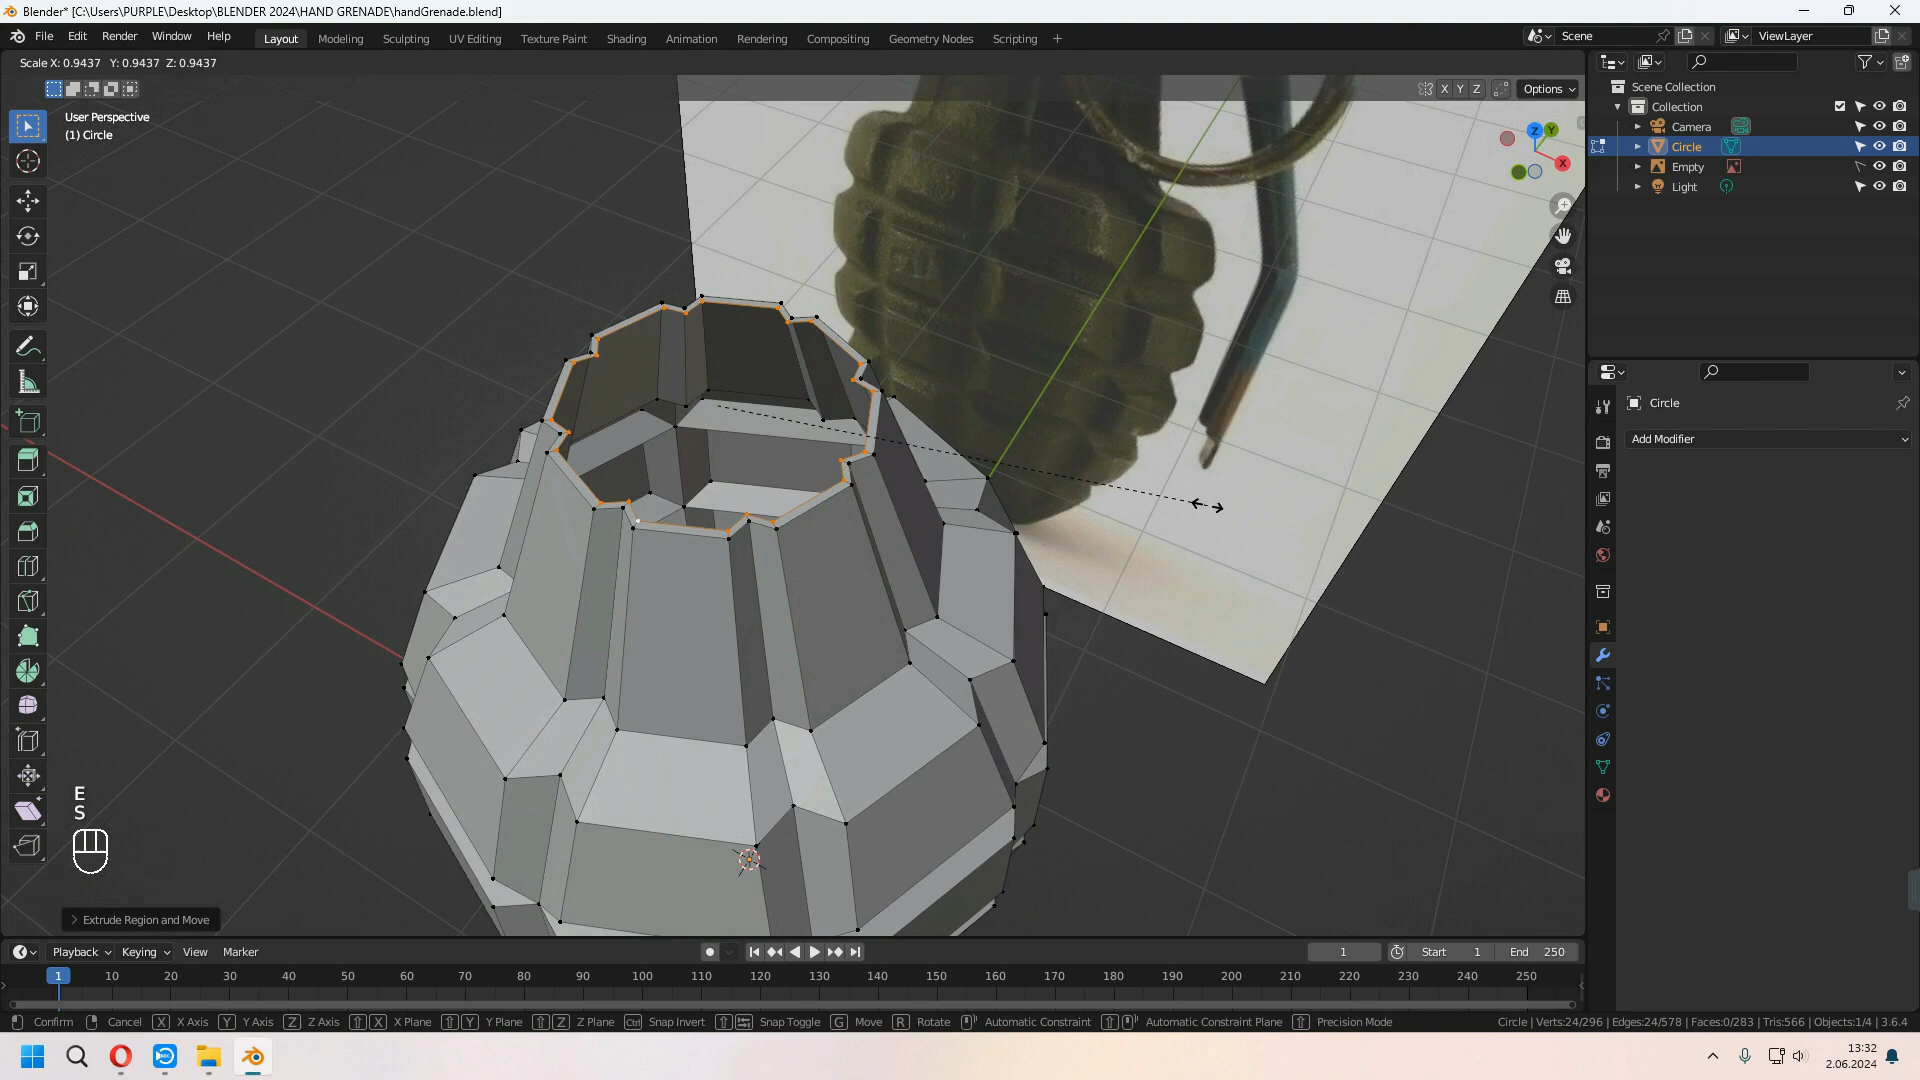 Blender* [C:\Users\PURPLE\Desktop\BLENDER 2024\HAND GRENADE\handGrenade.blend]
File Edit Render Window Help Layout Modeling Sculpting UV Editing Texture Paint Shading Animation Rendering Compositing Geometry Nodes Scripting + Scene ViewLayer
Scale X: 0.9437 Y: 0.9437 Z: 0.9437
X Y Z Options
User Perspective
(1) Circle
Z Y X
Scene Collection
Collection
Camera
Circle
Empty
Light
Circle
Add Modifier
E
S
Extrude Region and Move
Playback Keying View Marker 1 Start 1 End 250
1 10 20 30 40 50 60 70 80 90 100 110 120 130 140 150 160 170 180 190 200 210 220 230 240 250
Confirm Cancel X X Axis Y Y Axis Z Z Axis X X Plane Y Y Plane Z Z Plane Ctrl Snap Invert Snap Toggle G Move R Rotate Automatic Constraint Automatic Constraint Plane Precision Mode Circle | Verts:24/296 | Edges:24/578 | Faces:0/283 | Tris:566 | Objects:1/4 | 3.6.4
13:32
2.06.2024